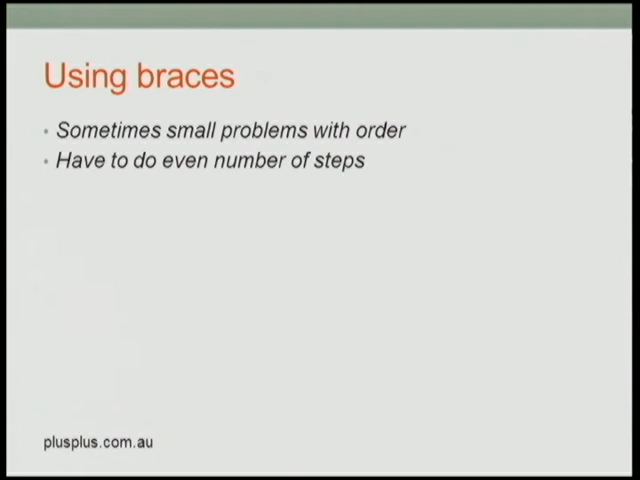 Using braces
• Sometimes small problems with order
• Have to do even number of steps
plusplus.com.au